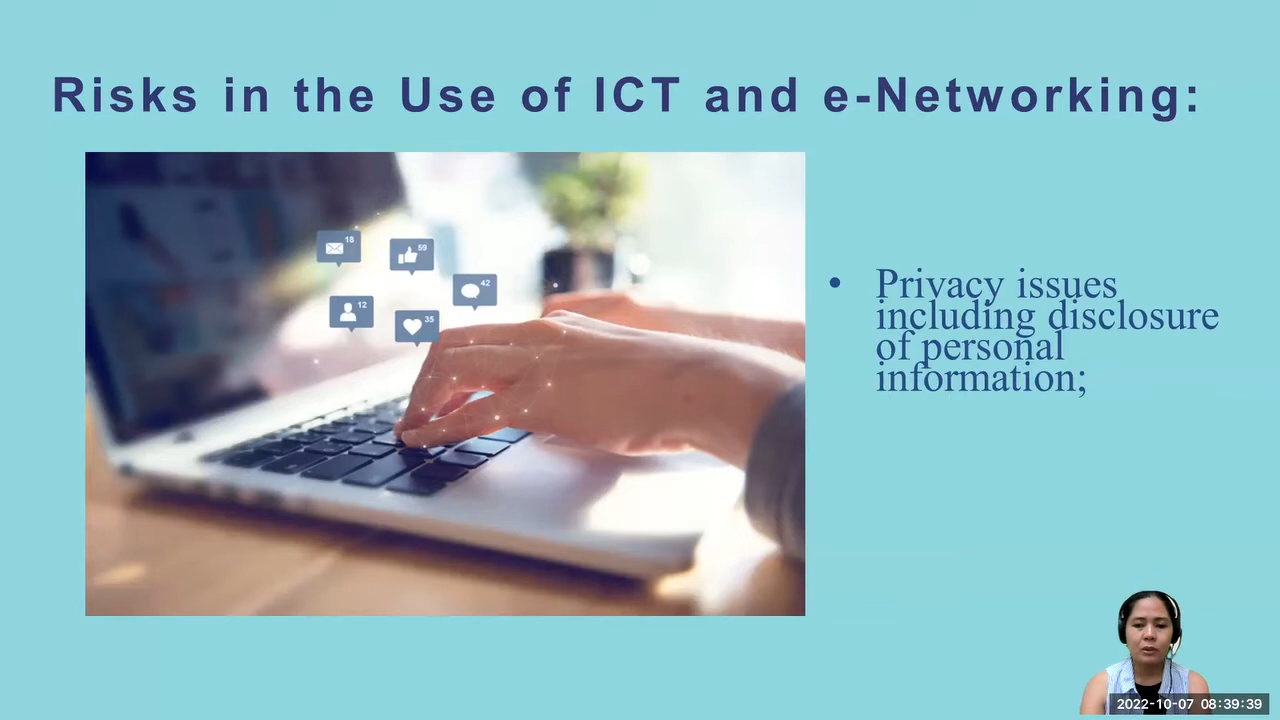 Risks in the Use of ICT and e-Networking:
18
59
42
12
35
• Privacy issues
including disclosure
of personal
information;
2022-10-07 08:39:39